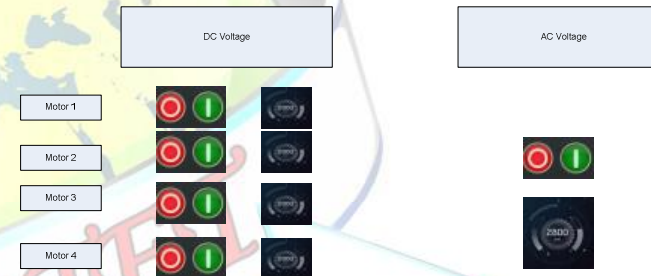 DC Voltage
AC Voltage
Motor 1
Motor 2
Motor 3
Motor 4
2800